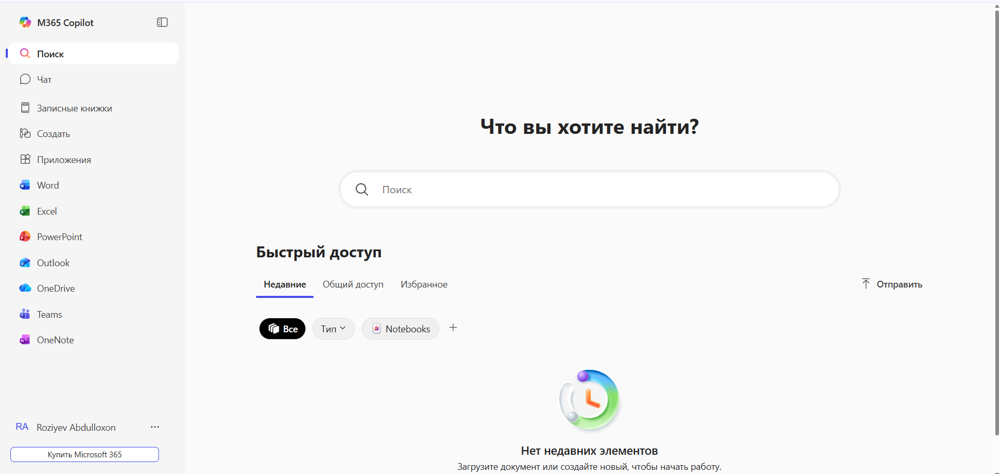 M365 Copilot
Поиск
Чат
Записные книжки
Создать
Приложения
Word
Excel
PowerPoint
Outlook
OneDrive
Teams
OneNote
RA Roziyev Abdulloxon ...
Купить Microsoft 365
Что вы хотите найти?
Поиск
Быстрый доступ
Недавние Общий доступ Избранное Отправить
Все Тип Notebooks +
Нет недавних элементов
Загрузите документ или создайте новый, чтобы начать работу.